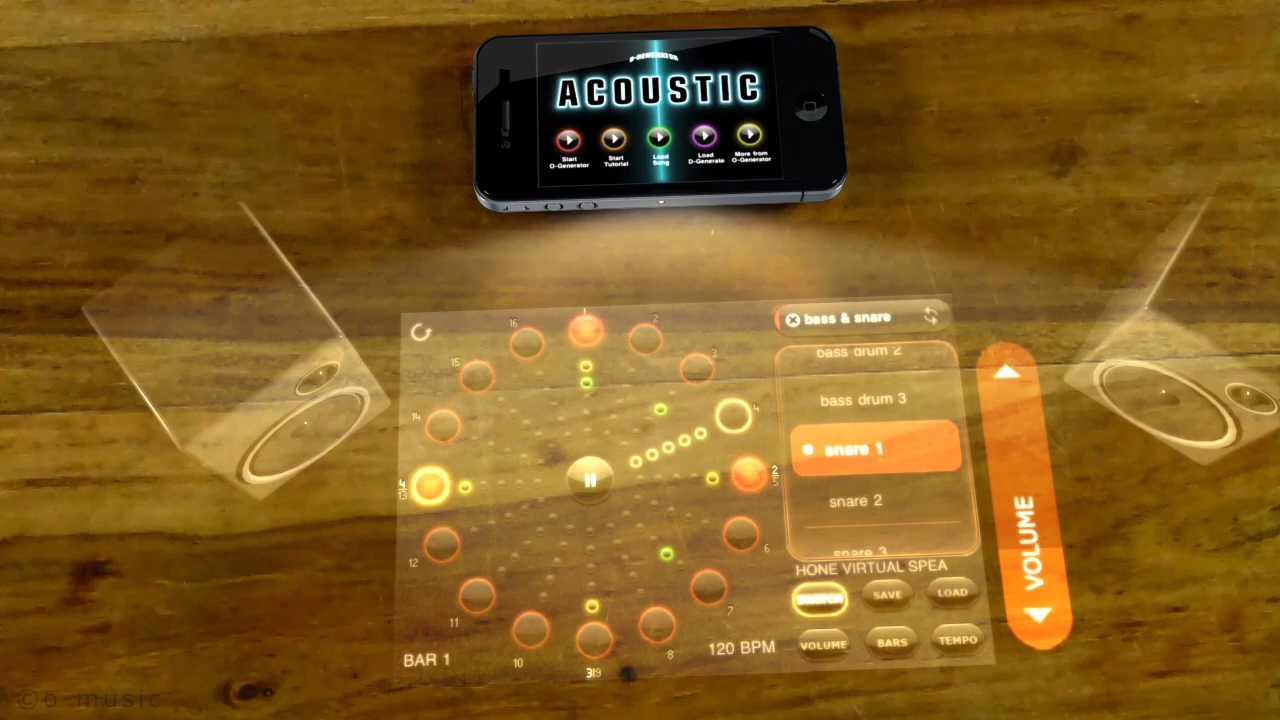 O-GENERATOR
ACOUSTIC
Start
O-Generator
Start
Tutorial
Load
Song
Load
D-Generate
More from
O-Generator
bass & snare
bass drum 2
bass drum 3
snare 1
snare 2
snare 3
HONE VIRTUAL SPEA
SAVE
LOAD
VOLUME
BARS
TEMPO
VOLUME
1
2
3
4
2
5
6
7
8
3
9
10
11
12
4
13
14
15
16
BAR 1
120 BPM
©o-music